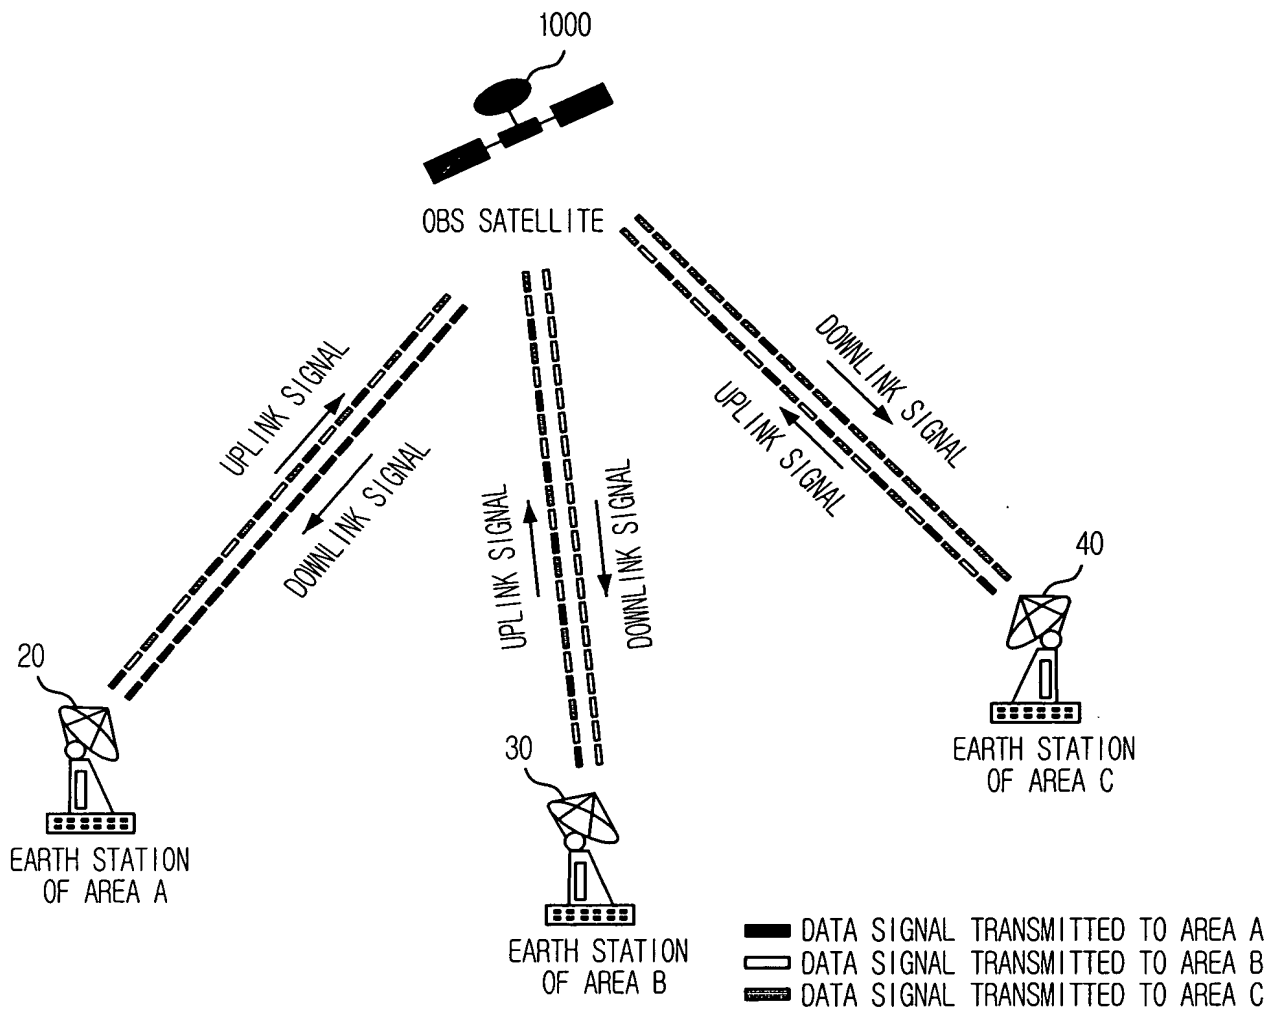 1000
OBS SATELLITE
UPLINK SIGNAL
DOWNLINK SIGNAL
UPLINK SIGNAL
DOWNLINK SIGNAL
DOWNLINK SIGNAL
UPLINK SIGNAL
20
EARTH STATION
OF AREA A
30
EARTH STATION
OF AREA B
40
EARTH STATION
OF AREA C
DATA SIGNAL TRANSMITTED TO AREA A
DATA SIGNAL TRANSMITTED TO AREA B
DATA SIGNAL TRANSMITTED TO AREA C